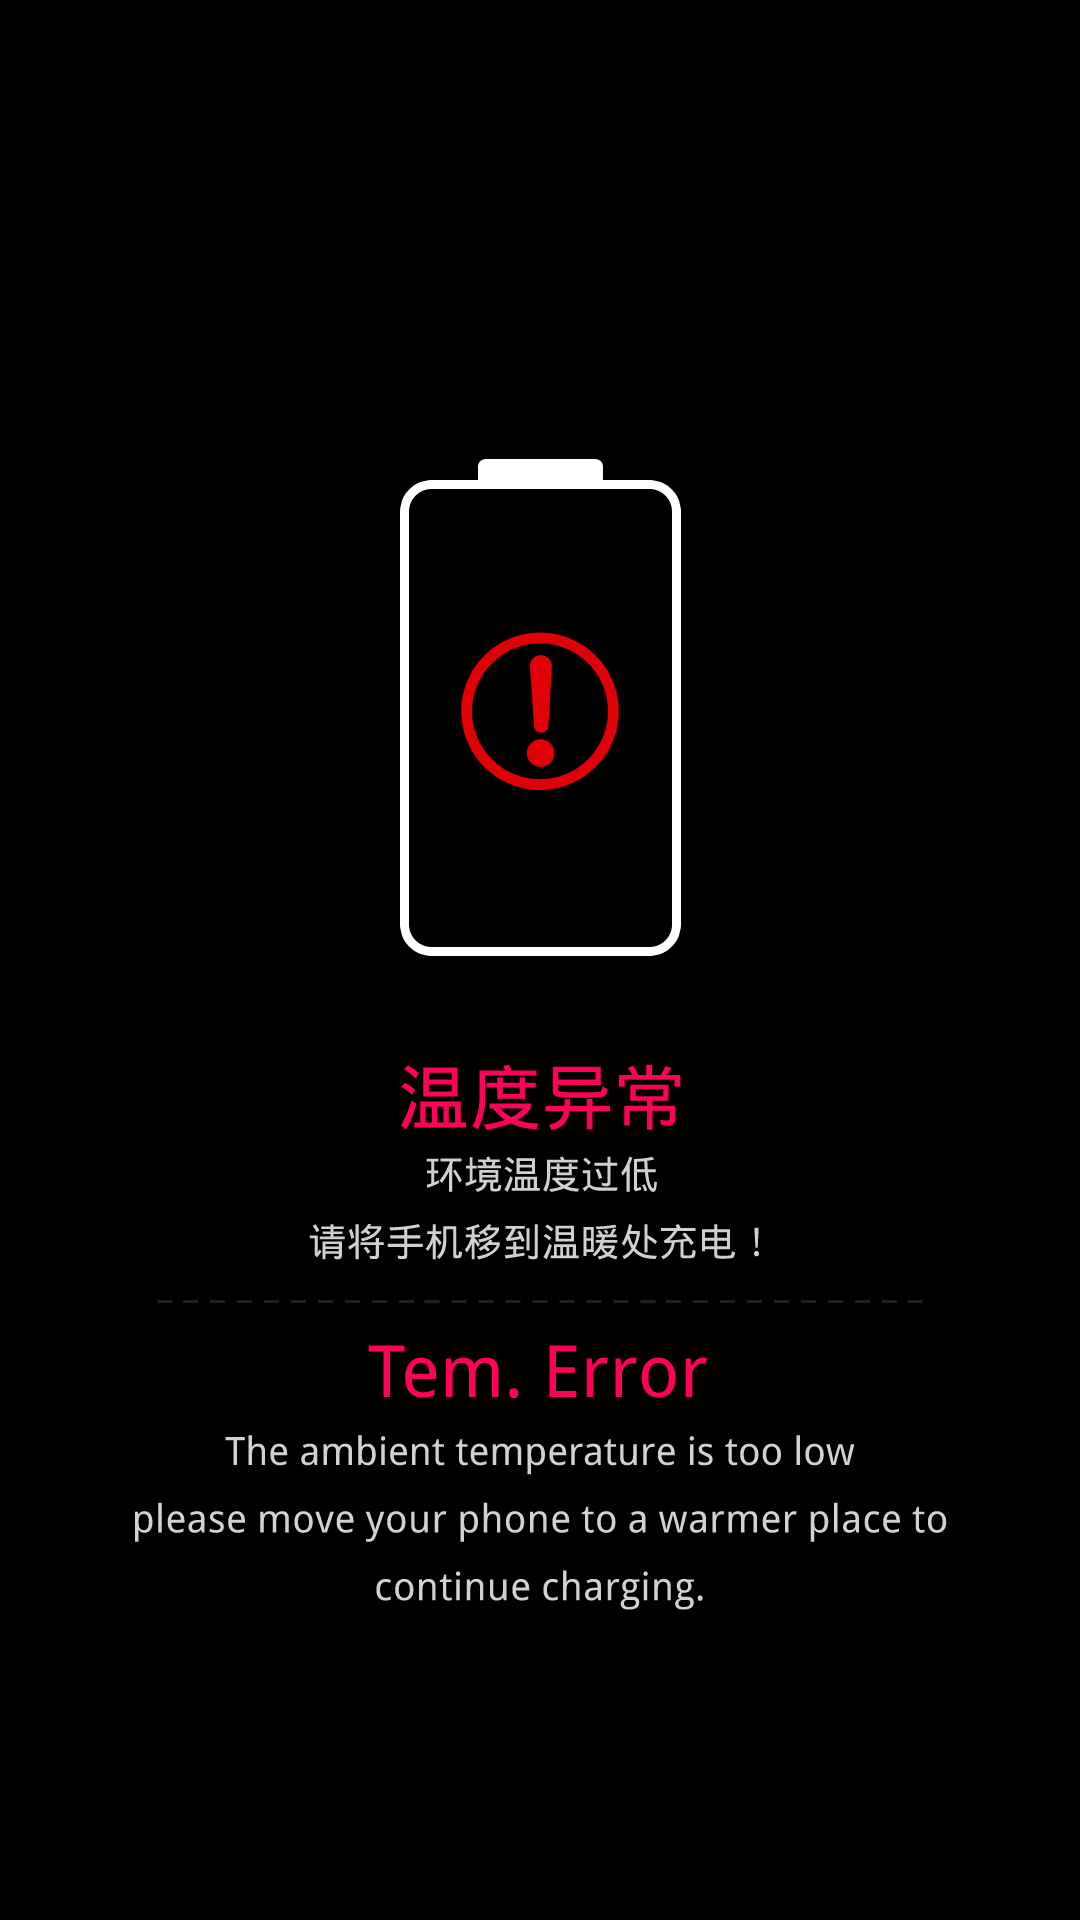 温度异常
环境温度过低
请将手机移到温暖处充电！
Tem. Error
The ambient temperature is too low
please move your phone to a warmer place to
continue charging.